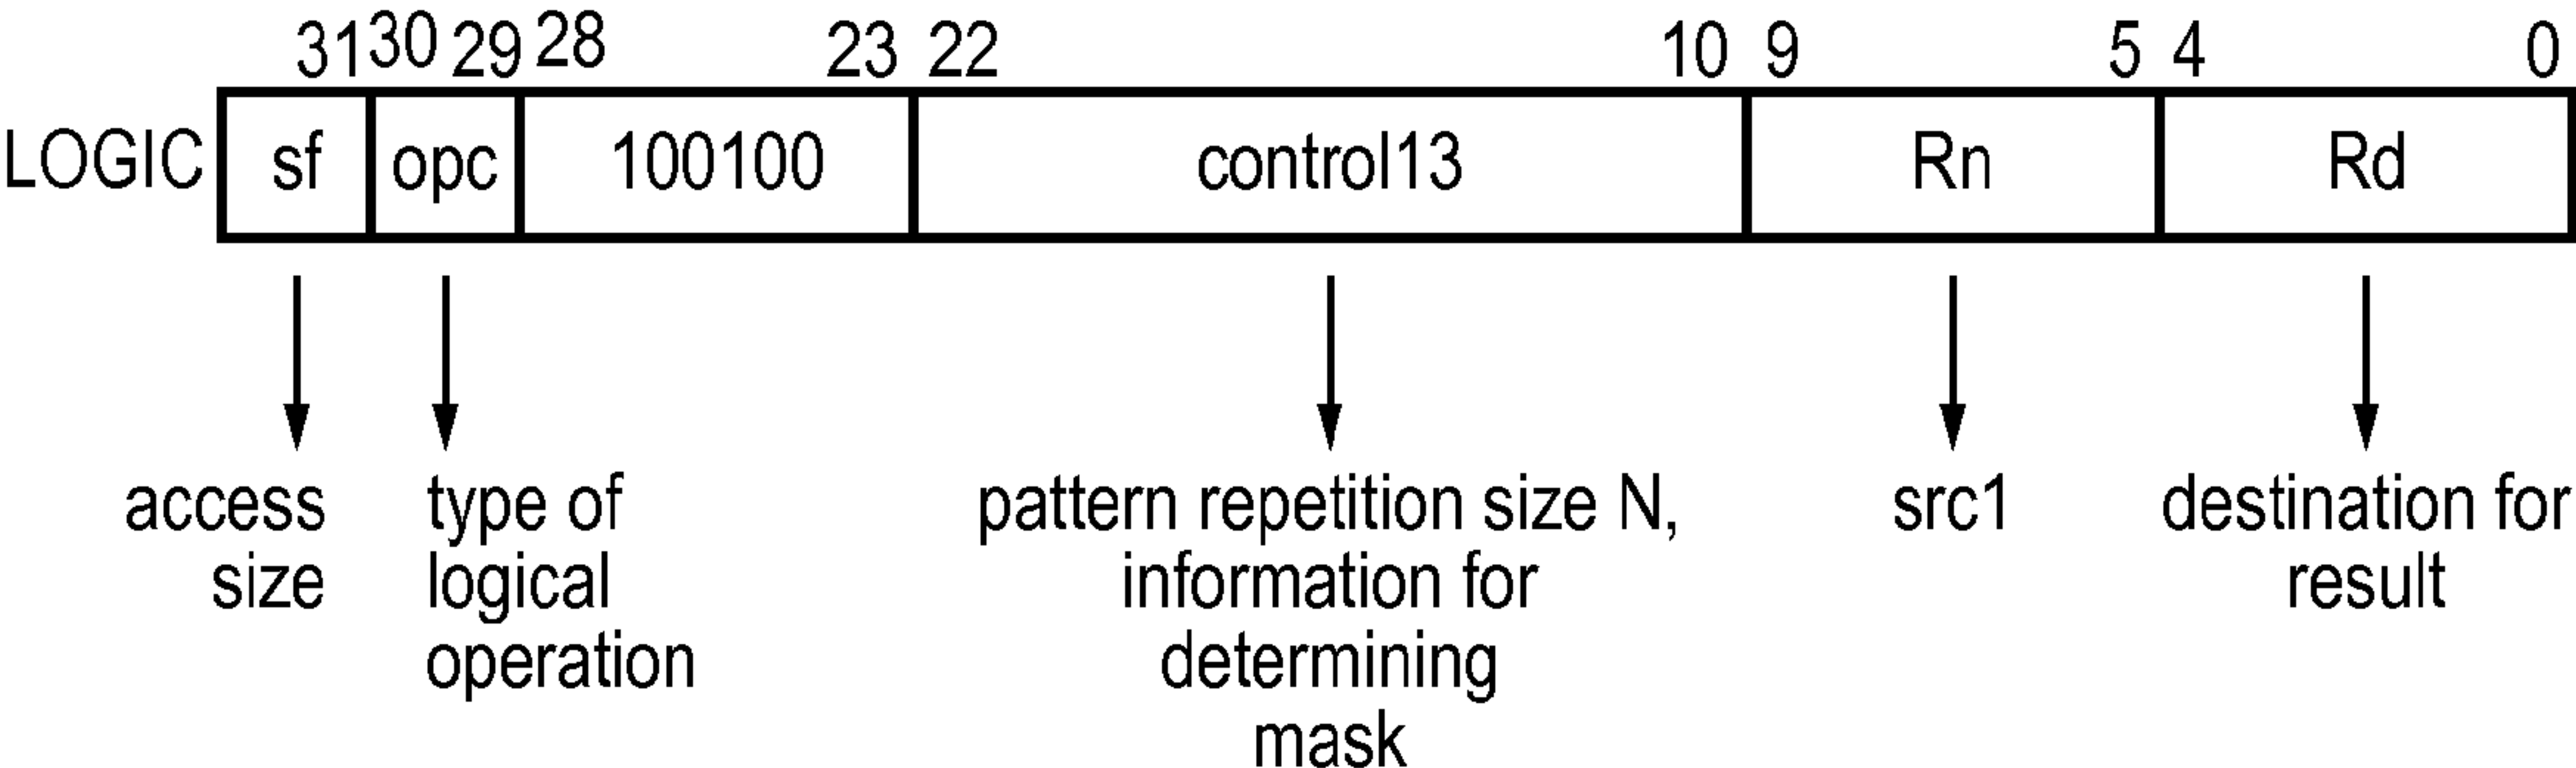 31 30 29 28 23 22 10 9 5 4 0
LOGIC sf opc 100100 control13 Rn Rd
access size
type of logical operation
pattern repetition size N,
information for
determining
mask
src1
destination for
result